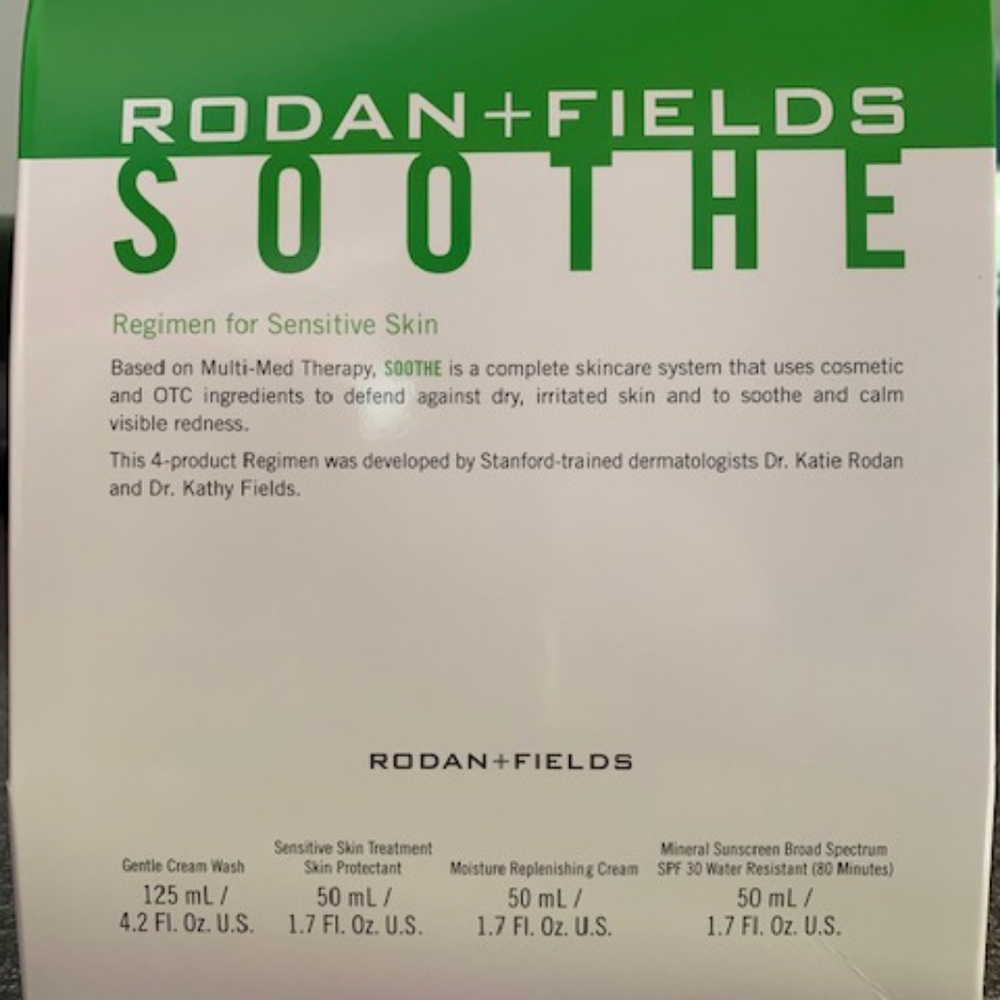 RODAN+FIELDS
SOOTHE
Regimen for Sensitive Skin
Based on Multi-Med Therapy, SOOTHE is a complete skincare system that uses cosmetic
and OTC ingredients to defend against dry, irritated skin and to soothe and calm
visible redness.
This 4-product Regimen was developed by Stanford-trained dermatologists Dr. Katie Rodan
and Dr. Kathy Fields.
RODAN+FIELDS
Gentle Cream Wash
125 mL /
4.2 Fl. Oz. U.S.
Sensitive Skin Treatment
Skin Protectant
50 mL /
1.7 Fl. Oz. U.S.
Moisture Replenishing Cream
50 mL /
1.7 Fl. Oz. U.S.
Mineral Sunscreen Broad Spectrum
SPF 30 Water Resistant (80 Minutes)
50 mL /
1.7 Fl. Oz. U.S.